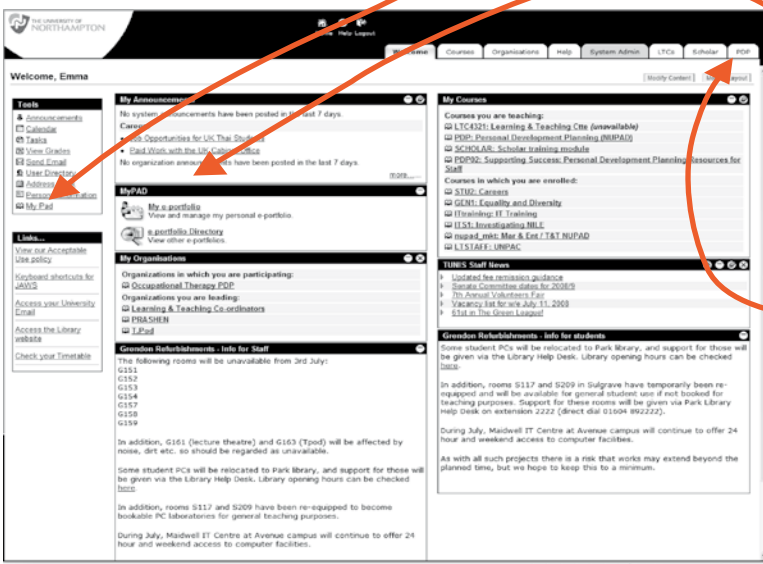 THE UNIVERSITY OF
NORTHAMPTON
Home Help Logout
Welcome Courses Organisations Help System Admin LTCs Scholar PDP
Welcome, Emma
[ Modify Content ]
Tools
Announcements
Calendar
Tasks
View Grades
Send Email
User Directory
Address
Personal Information
My Pad
Links...
View our Acceptable
Use policy
Keyboard shortcuts for
JAWS
Access your University
Email
Access the Library
website
Check your Timetable
My Announcements
No system announcements have been posted in the last 7 days.
Job Opportunities for UK Thai Students
Paid Work with the UK Cabinet Office
No organization announcements have been posted in the last 7 days.
more.....
MyPAD
My e-portfolio
View and manage my personal e-portfolio.
e-portfolio Directory
View other e-portfolios.
My Organisations
Organizations in which you are participating:
Occupational Therapy PDP
Organizations you are leading:
Learning & Teaching Co-ordinators
PRASHEN
T.Pod
Grendon Refurbishments - Info for Staff
The following rooms will be unavailable from 3rd July:
G151
G152
G153
G154
G157
G158
G159
In addition, G161 (lecture theatre) and G163 (Tpod) will be affected by
noise, dirt etc. so should be regarded as unavailable.
Some student PCs will be relocated to Park library, and support for those will
be given via the Library Help Desk. Library opening hours can be checked
here.
In addition, rooms S117 and S209 have been re-equipped to become
bookable PC laboratories for general teaching purposes.
During July, Maidwell IT Centre at Avenue campus will continue to offer 24
hour and weekend access to computer facilities.
My Courses
Courses you are teaching:
LTC4321: Learning & Teaching Ctte (unavailable)
PDP: Personal Development Planning (NUPAD)
SCHOLAR: Scholar training module
PDP02: Supporting Success: Personal Development Planning Resources for
Staff
Courses in which you are enrolled:
STU2: Careers
GEN1: Equality and Diversity
ITtraining: IT Training
ITS1: Investigating NILE
nupad_mkt: Mar & Ent / T&T NUPAD
LTSTAFF: UNPAC
TUNIS Staff News
Updated fee remission guidance
Senate Committee dates for 2008/9
7th Annual Volunteers Fair
Vacancy list for w/e July 11, 2008
61st in The Green League!
Grendon Refurbishments - info for students
Some student PCs will be relocated to Park library, and support for those will
be given via the Library Help Desk. Library opening hours can be checked
here.
In addition, rooms S117 and S209 in Sulgrave have temporarily been re-
equipped and will be available for general student use if not booked for
teaching purposes. Support for these rooms will be given via Park Library
Help Desk on extension 2222 (direct dial 01604 892222).
During July, Maidwell IT Centre at Avenue campus will continue to offer 24
hour and weekend access to computer facilities.
As with all such projects there is a risk that works may extend beyond the
planned time, but we hope to keep this to a minimum.